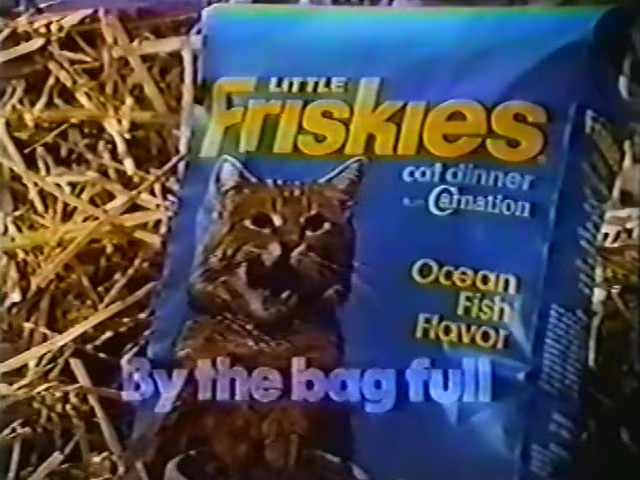 LITTLE
Friskies
cat dinner
Carnation
Ocean
Fish
Flavor
By the bag full